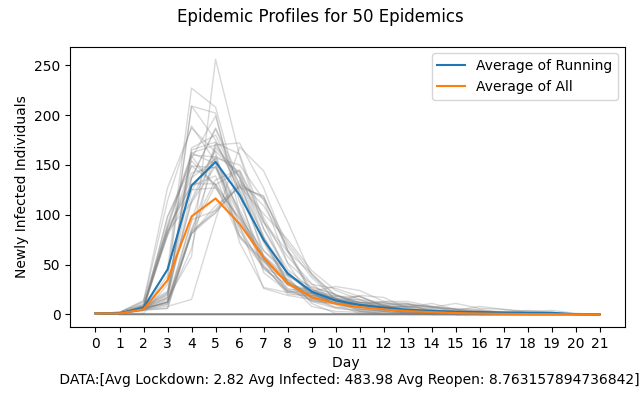 Epidemic Profiles for 50 Epidemics
Average of Running
Average of All
Newly Infected Individuals
250
200
150
100
50
0
0 1 2 3 4 5 6 7 8 9 10 11 12 13 14 15 16 17 18 19 20 21
Day
DATA:[Avg Lockdown: 2.82 Avg Infected: 483.98 Avg Reopen: 8.763157894736842]